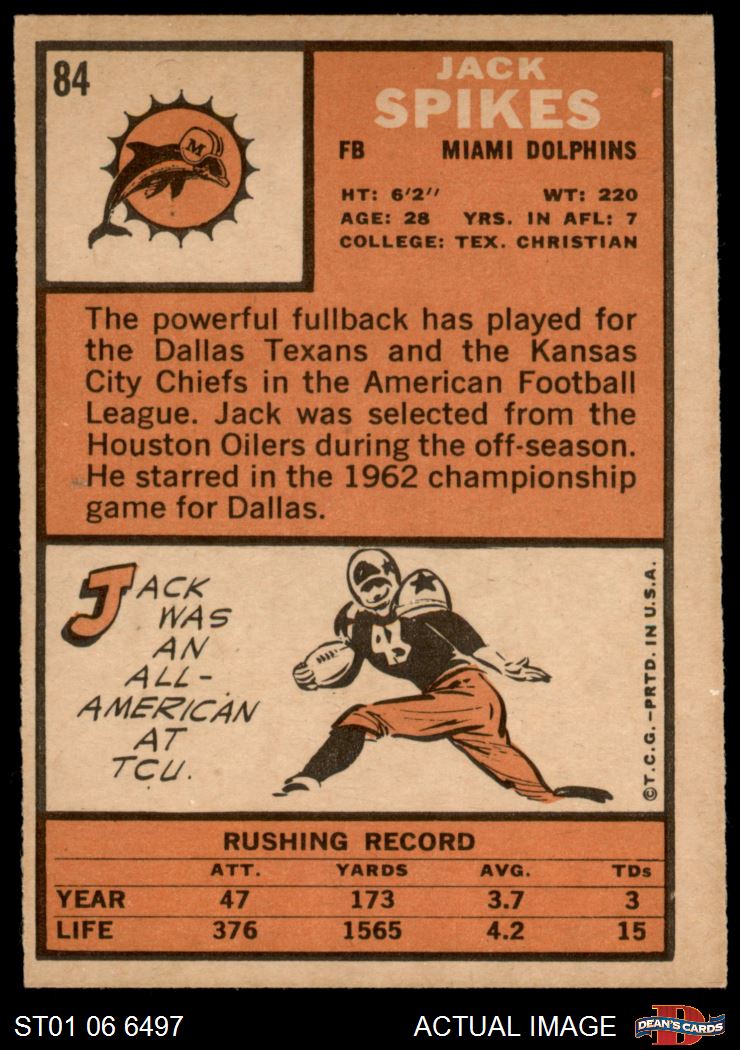 84
M
JACK
SPIKES
FB MIAMI DOLPHINS
HT: 6'2'' WT: 220
AGE: 28 YRS. IN AFL: 7
COLLEGE: TEX. CHRISTIAN
The powerful fullback has played for
the Dallas Texans and the Kansas
City Chiefs in the American Football
League. Jack was selected from the
Houston Oilers during the off-season.
He starred in the 1962 championship
game for Dallas.
JACK
WAS
AN
ALL-
AMERICAN
AT
TCU.
©T.C.G.-PRTD. IN U.S.A.
RUSHING RECORD
ATT. YARDS AVG. TDs
YEAR 47 173 3.7 3
LIFE 376 1565 4.2 15
ST01 06 6497 ACTUAL IMAGE D DEAN'S CARDS